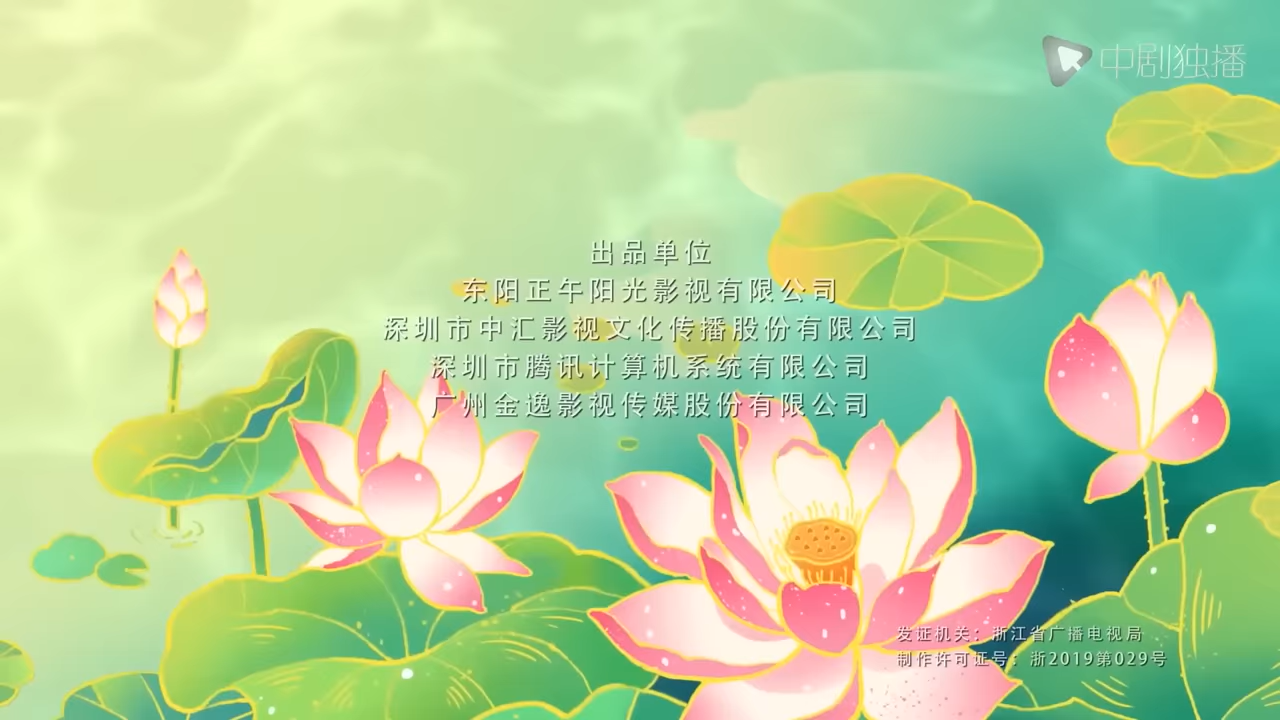 中剧独播
出品单位
东阳正午阳光影视有限公司
深圳市中汇影视文化传播股份有限公司
深圳市腾讯计算机系统有限公司
广州金逸影视传媒股份有限公司
发证机关：浙江省广播电视局
制作许可证号：浙2019第029号